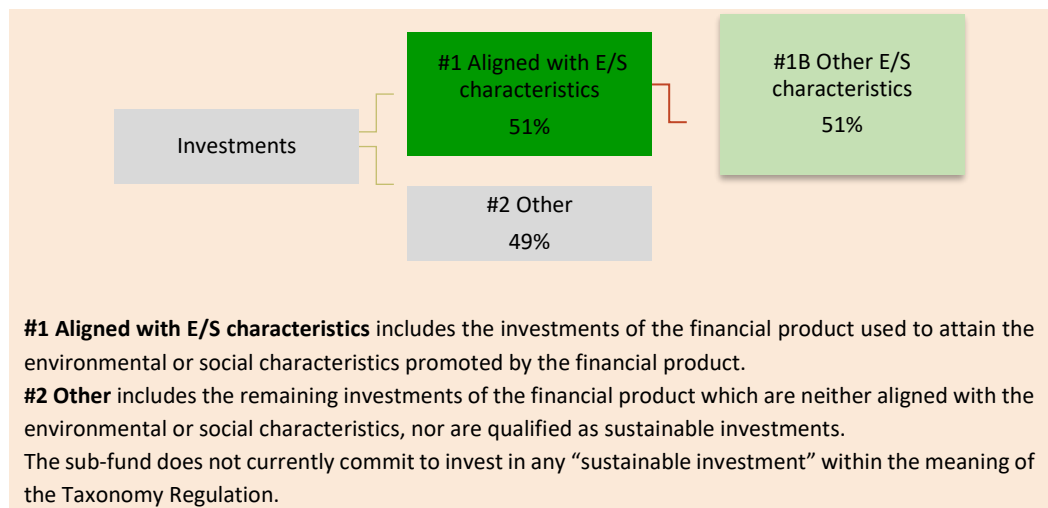 #1 Aligned with E/S
characteristics
51%
#1B Other E/S
characteristics
51%
Investments
#2 Other
49%
#1 Aligned with E/S characteristics includes the investments of the financial product used to attain the
environmental or social characteristics promoted by the financial product.
#2 Other includes the remaining investments of the financial product which are neither aligned with the
environmental or social characteristics, nor are qualified as sustainable investments.
The sub-fund does not currently commit to invest in any “sustainable investment” within the meaning of
the Taxonomy Regulation.